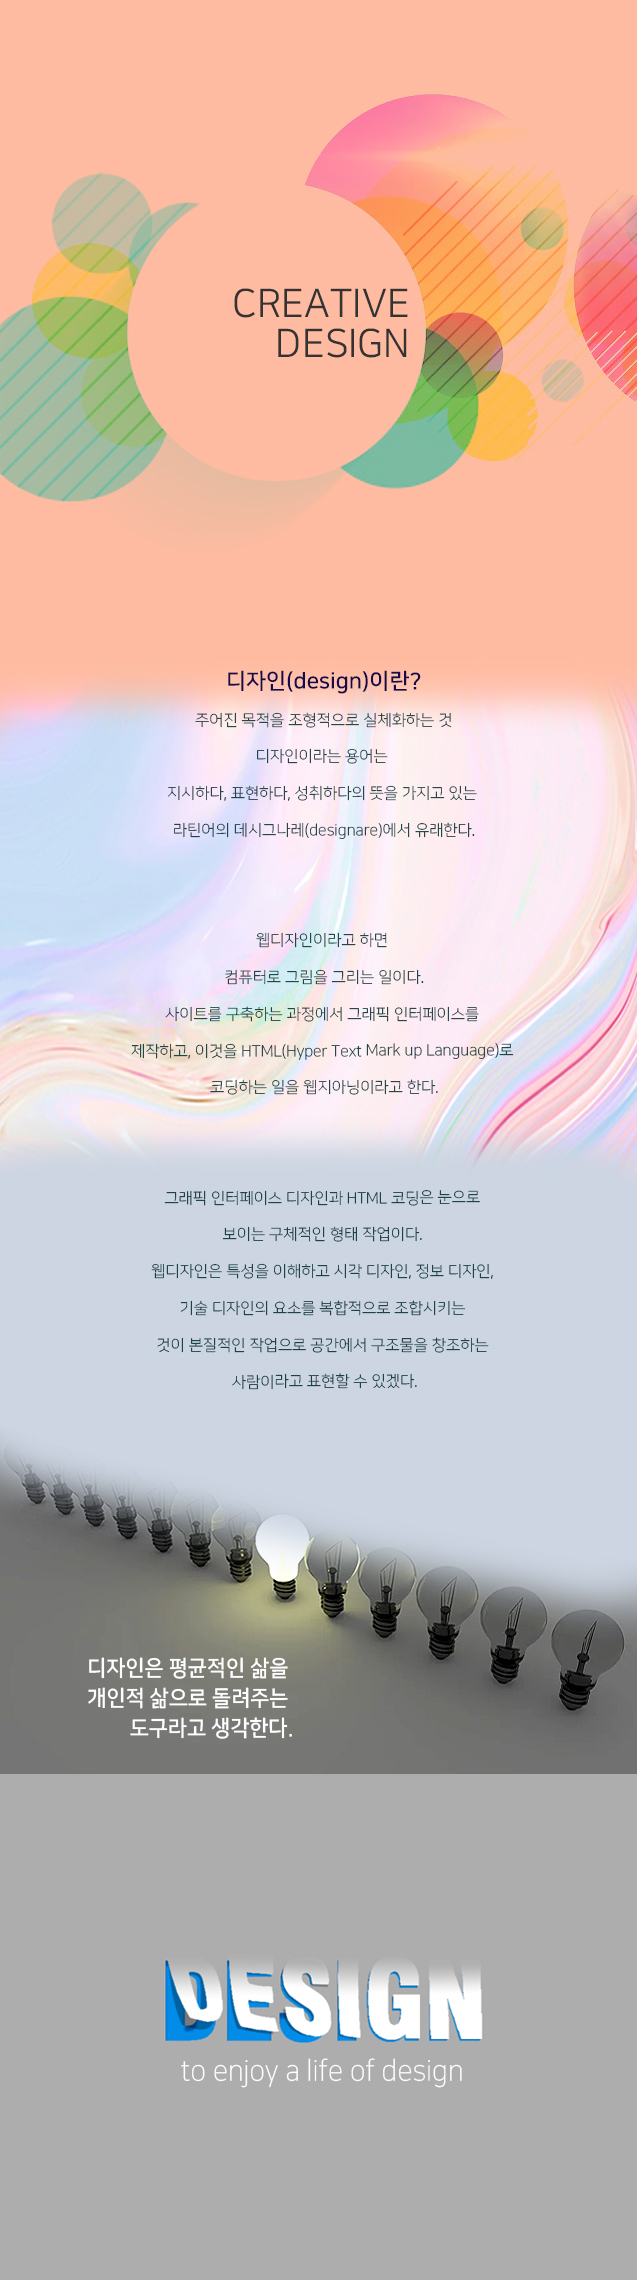 CREATIVE
DESIGN
디자인(design)이란?
주어진 목적을 조형적으로 실체화하는 것
디자인이라는 용어는
지시하다, 표현하다, 성취하다의 뜻을 가지고 있는
라틴어의 데시그나레(designare)에서 유래한다.
웹디자인이라고 하면
컴퓨터로 그림을 그리는 일이다.
사이트를 구축하는 과정에서 그래픽 인터페이스를
제작하고, 이것을 HTML(Hyper Text Mark up Language)로
코딩하는 일을 웹지아닝이라고 한다.
그래픽 인터페이스 디자인과 HTML 코딩은 눈으로
보이는 구체적인 형태 작업이다.
웹디자인은 특성을 이해하고 시각 디자인, 정보 디자인,
기술 디자인의 요소를 복합적으로 조합시키는
것이 본질적인 작업으로 공간에서 구조물을 창조하는
사람이라고 표현할 수 있겠다.
디자인은 평균적인 삶을
개인적 삶으로 돌려주는
도구라고 생각한다.
DESIGN
to enjoy a life of design